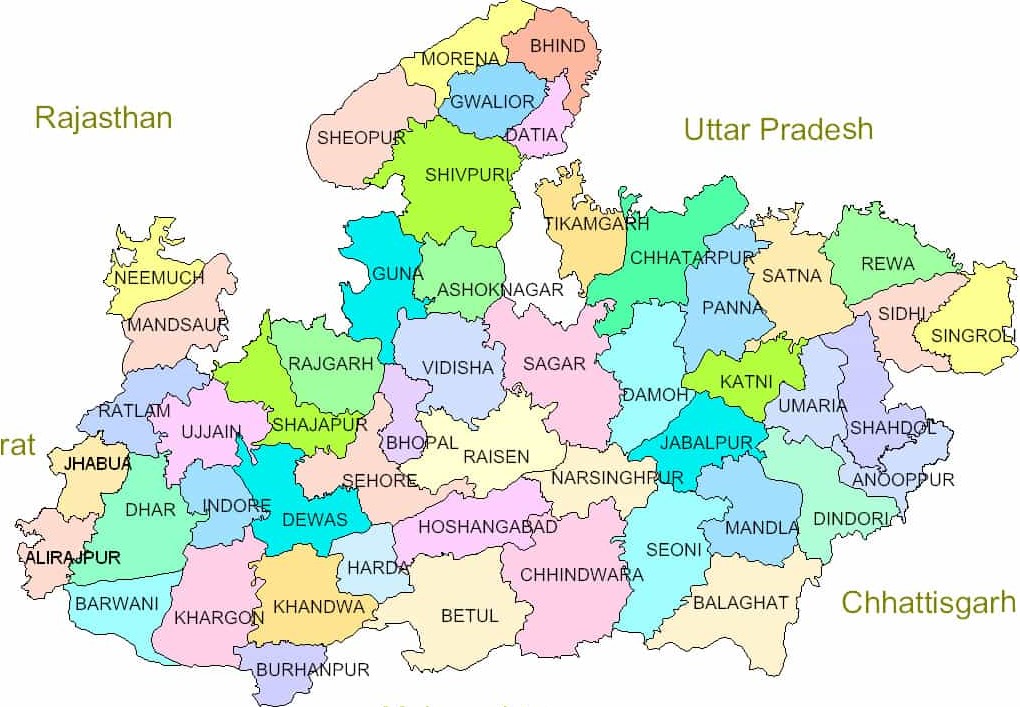 BHIND
MORENA
GWALIOR
Rajasthan
Uttar Pradesh
SHEOPUR
DATIA
SHIVPURI
TIKAMGARH
CHHATARPUR
REWA
GUNA
SATNA
NEEMUCH
ASHOKNAGAR
PANNA
SIDHI
MANDSAUR
SINGROLI
RAJGARH
VIDISHA
SAGAR
KATNI
DAMOH
UMARIA
RATLAM
SHAJAPUR
SHAHDOL
UJJAIN
BHOPAL
JABALPUR
rat
RAISEN
JHABUA
SEHORE
NARSINGHPUR
ANOOPPUR
DHAR
INDORE
DEWAS
HOSHANGABAD
MANDLA
DINDORI
SEONI
ALIRAJPUR
HARDA
CHHINDWARA
BARWANI
KHANDWA
BALAGHAT
Chhattisgarh
KHARGON
BETUL
BURHANPUR